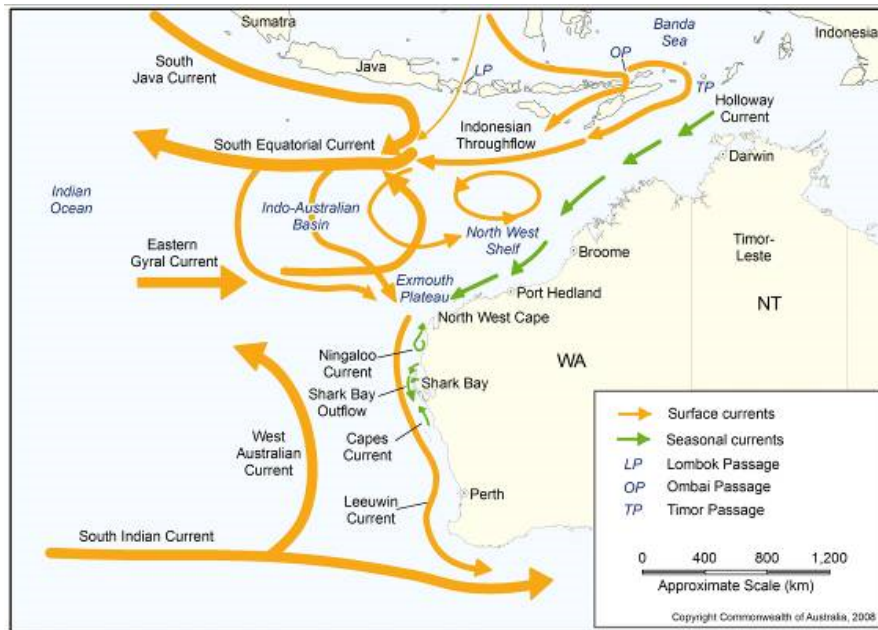 Sumatra
Banda
Sea
Indonesia
South
Java Current
Java
LP
OP
TP
Holloway
Current
South Equatorial Current
Indonesian
Throughflow
Darwin
Indian
Ocean
Indo-Australian
Basin
North West
Shelf
Eastern
Gyral Current
Broome
Timor-
Leste
Exmouth
Plateau
Port Hedland
NT
North West Cape
Ningaloo
Current
WA
Shark Bay
Shark Bay
Outflow
Capes
Current
West
Australian
Current
Perth
Leeuwin
Current
South Indian Current
Surface currents
Seasonal currents
LP Lombok Passage
OP Ombai Passage
TP Timor Passage
0 400 800 1,200
Approximate Scale (km)
Copyright Commonwealth of Australia, 2008